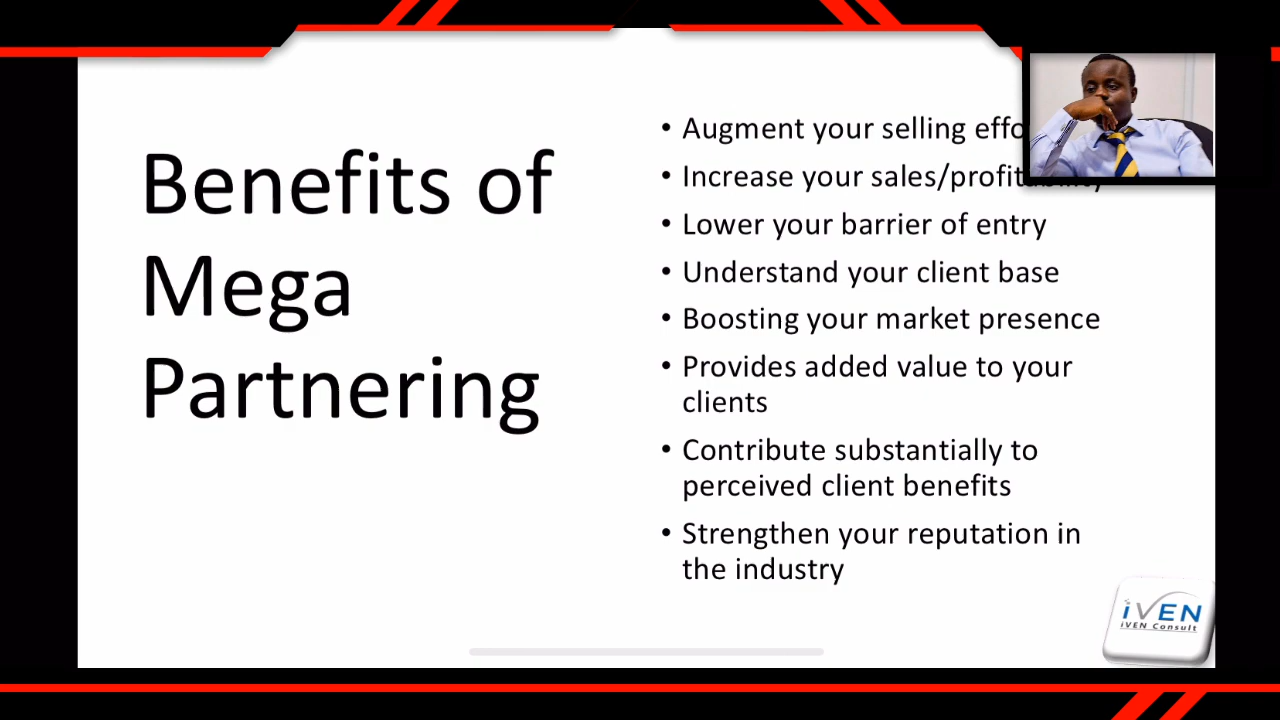 Benefits of
Mega
Partnering
• Augment your selling
• Increase your sales/profitability
• Lower your barrier of entry
• Understand your client base
• Boosting your market presence
• Provides added value to your
clients
• Contribute substantially to
perceived client benefits
• Strengthen your reputation in
the industry
iVEN
iVEN Consult